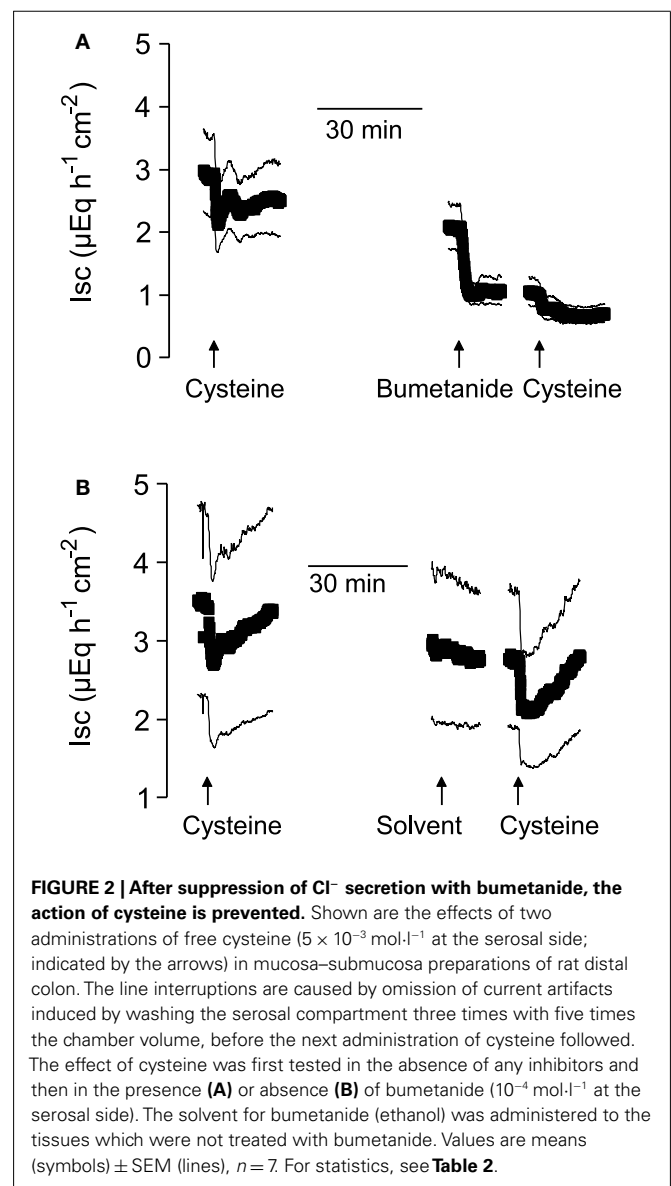 A
5
4
3
2
1
0
Isc (µEq h⁻¹ cm⁻²)
30 min
Cysteine
Bumetanide
Cysteine
B
5
4
3
2
1
Isc (µEq h⁻¹ cm⁻²)
30 min
Cysteine
Solvent
Cysteine
FIGURE 2 | After suppression of Cl⁻ secretion with bumetanide, the
action of cysteine is prevented. Shown are the effects of two
administrations of free cysteine (5 × 10⁻³ mol·l⁻¹ at the serosal side;
indicated by the arrows) in mucosa–submucosa preparations of rat distal
colon. The line interruptions are caused by omission of current artifacts
induced by washing the serosal compartment three times with five times
the chamber volume, before the next administration of cysteine followed.
The effect of cysteine was first tested in the absence of any inhibitors and
then in the presence (A) or absence (B) of bumetanide (10⁻⁴ mol·l⁻¹ at the
serosal side). The solvent for bumetanide (ethanol) was administered to the
tissues which were not treated with bumetanide. Values are means
(symbols) ± SEM (lines), n = 7. For statistics, see Table 2.